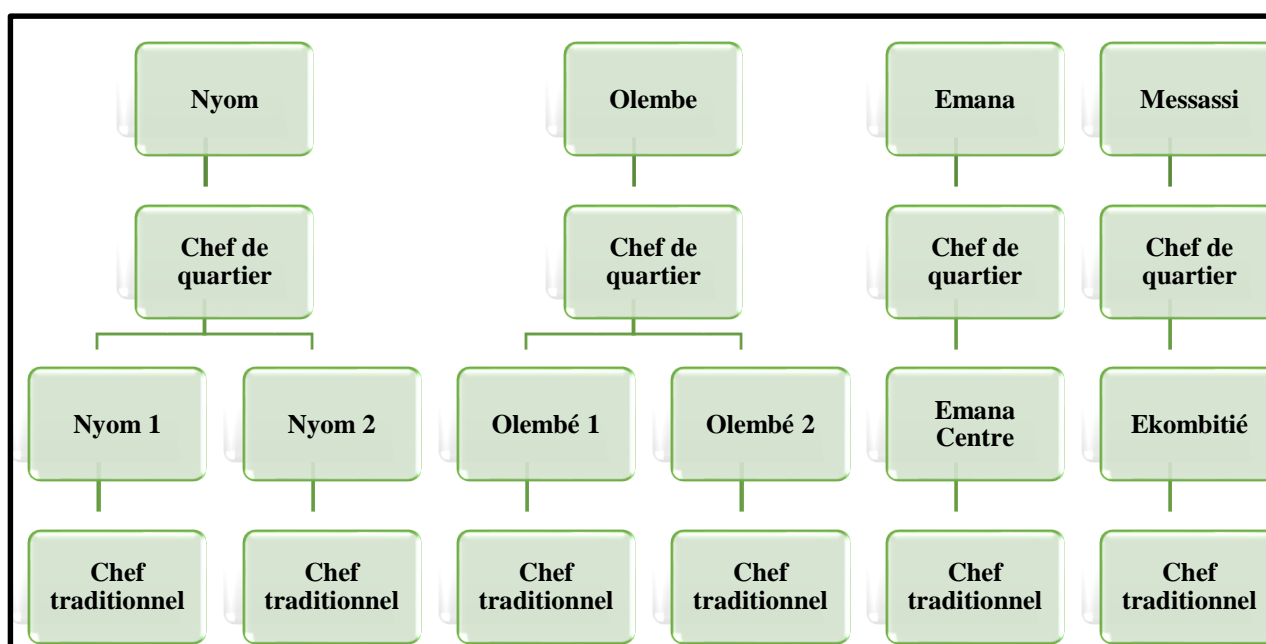 Nyom
Olembe
Emana
Messassi
Chef de
quartier
Chef de
quartier
Chef de
quartier
Chef de
quartier
Nyom 1
Nyom 2
Olembé 1
Olembé 2
Emana
Centre
Ekombitié
Chef
traditionnel
Chef
traditionnel
Chef
traditionnel
Chef
traditionnel
Chef
traditionnel
Chef
traditionnel